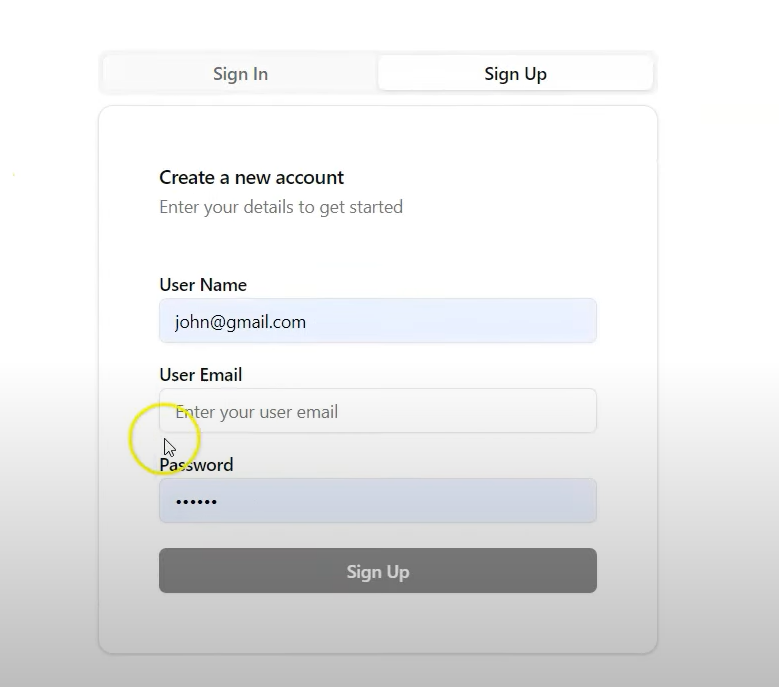 Sign In
Sign Up
Create a new account
Enter your details to get started
User Name
john@gmail.com
User Email
Enter your user email
Password
••••••
Sign Up